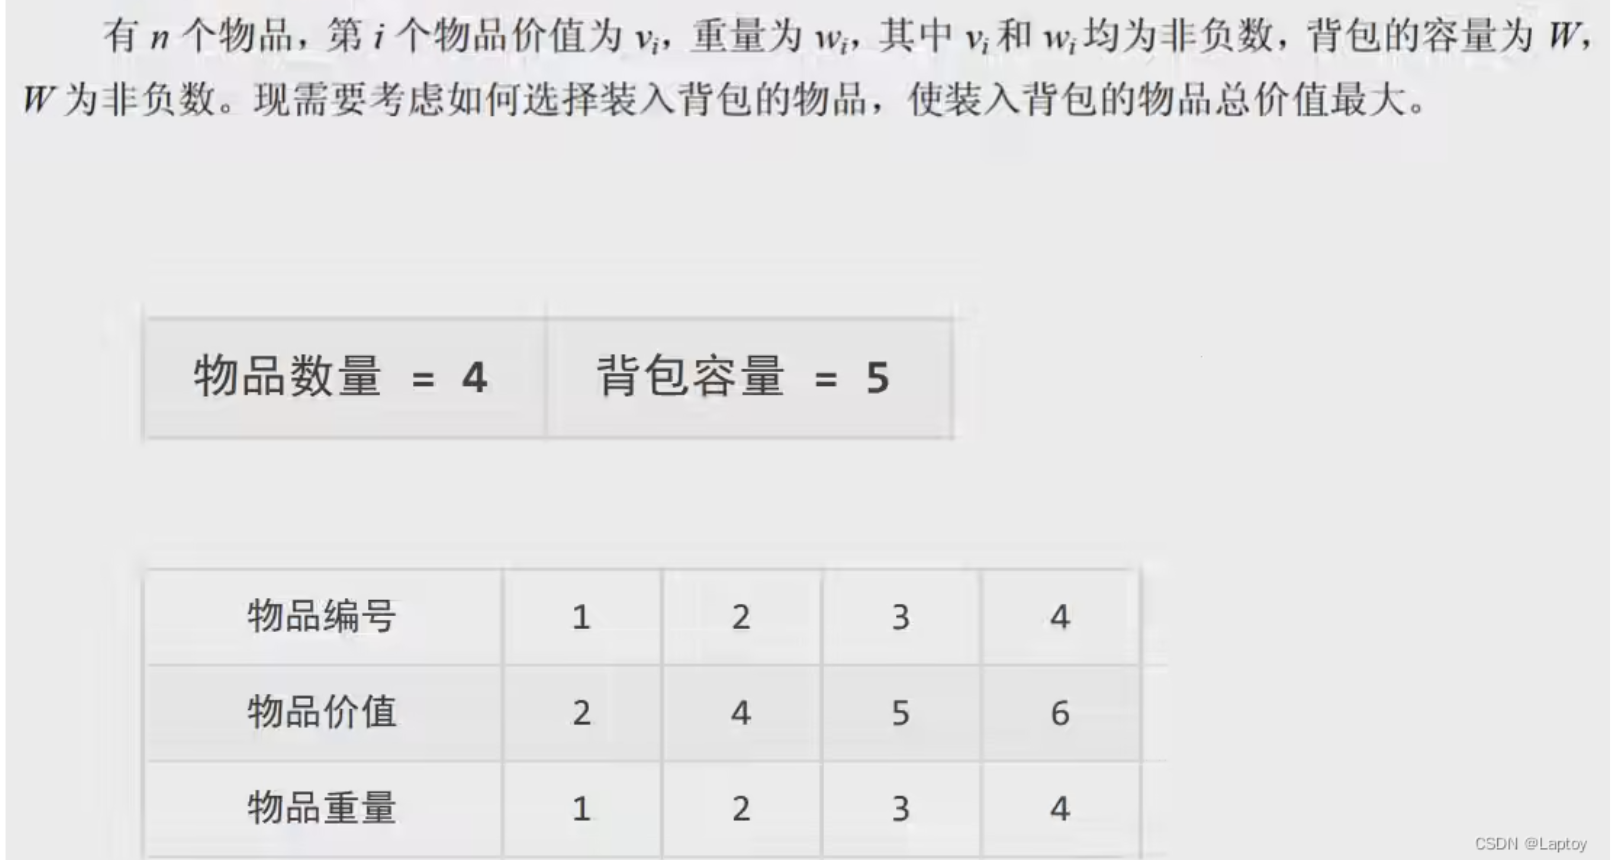 有 n 个物品，第 i 个物品价值为 vi，重量为 wi，其中 vi 和 wi 均为非负数，背包的容量为 W，
W 为非负数。现需要考虑如何选择装入背包的物品，使装入背包的物品总价值最大。
物品数量 = 4 背包容量 = 5
物品编号 1 2 3 4
物品价值 2 4 5 6
物品重量 1 2 3 4
CSDN @Laptoy